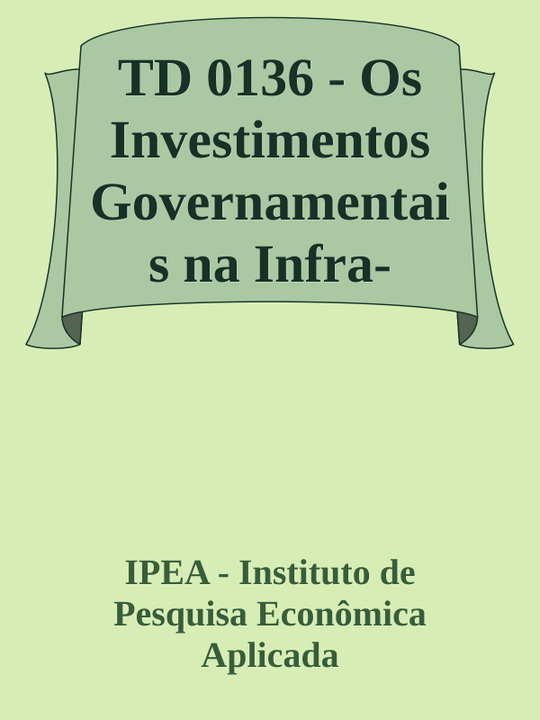 TD 0136 - Os
Investimentos
Governamentai
s na Infra-
IPEA - Instituto de
Pesquisa Econômica
Aplicada